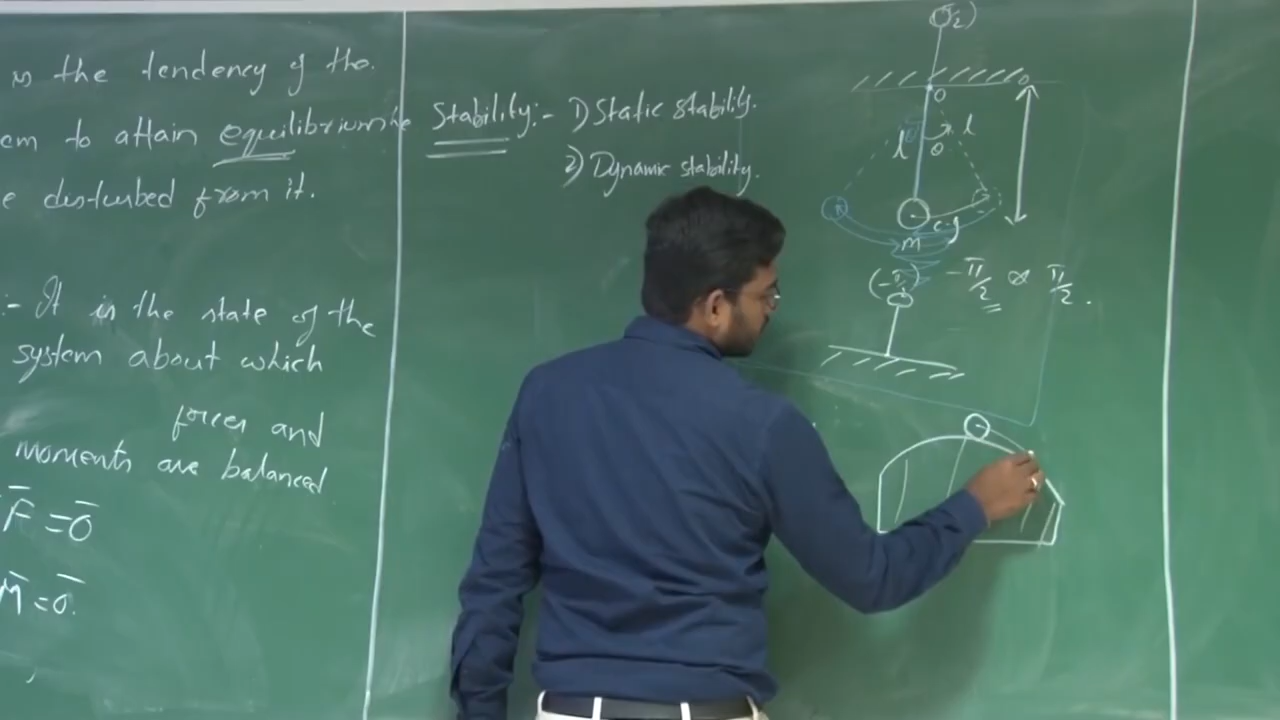 is the tendency of the.
em to attain equilibrium
e disturbed from it.
:- It is the state of the
system about which
forces and
moments are balanced
F̅ = 0̅
M̅ = 0̅.
Stability:- 1) Static stability.
2) Dynamic stability.
l
l
c.g
m
-π/2 or π/2.